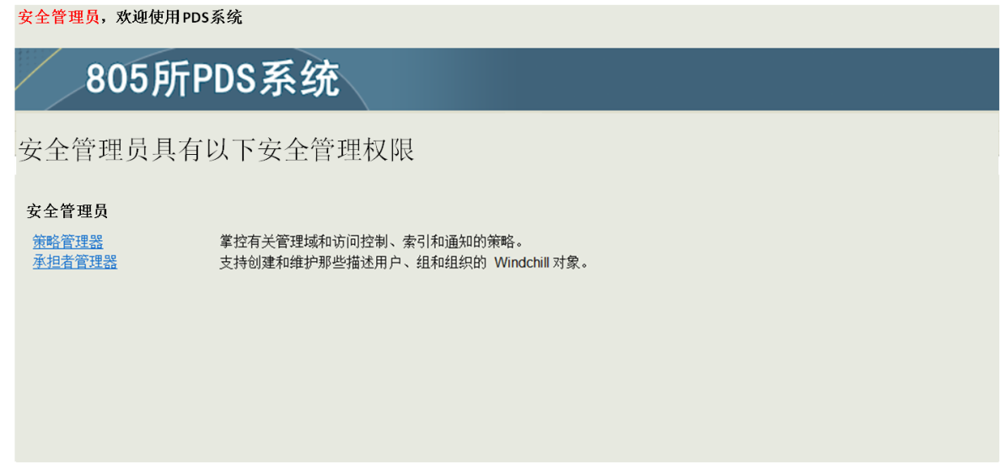 安全管理员，欢迎使用PDS系统
805所PDS系统
安全管理员具有以下安全管理权限
安全管理员
策略管理器 掌控有关管理域和访问控制、索引和通知的策略。
承担者管理器 支持创建和维护那些描述用户、组和组织的 Windchill 对象。